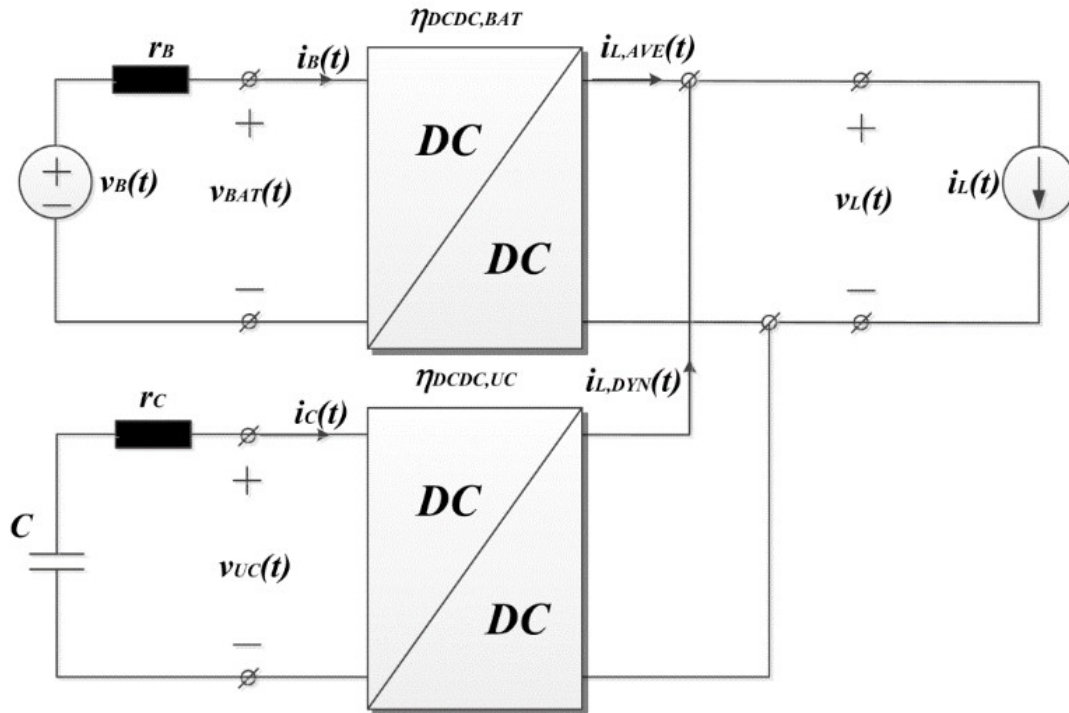 ηDCDC,BAT
rB
iB(t)
iL,AVE(t)
+
+
DC
+
−
vB(t)
vBAT(t)
vL(t)
iL(t)
DC
−
−
ηDCDC,UC
iL,DYN(t)
rC
iC(t)
+
DC
C
vUC(t)
DC
−